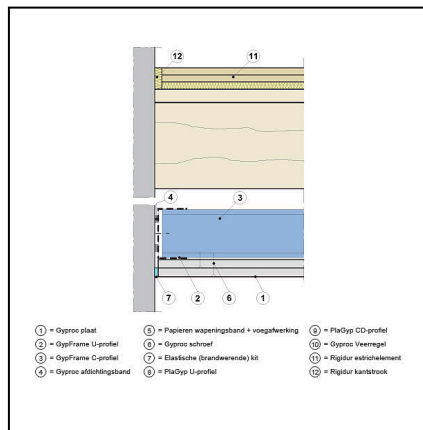 12
11
4
3
7
2
6
1
1 = Gyproc plaat
2 = GypFrame U-profiel
3 = GypFrame C-profiel
4 = Gyproc afdichtingsband
5 = Papieren wapeningsband + voegafwerking
6 = Gyproc schroef
7 = Elastische (brandwerende) kit
8 = PlaGyp U-profiel
9 = PlaGyp CD-profiel
10 = Gyproc Veerregel
11 = Rigidur estrichelement
12 = Rigidur kantstrook